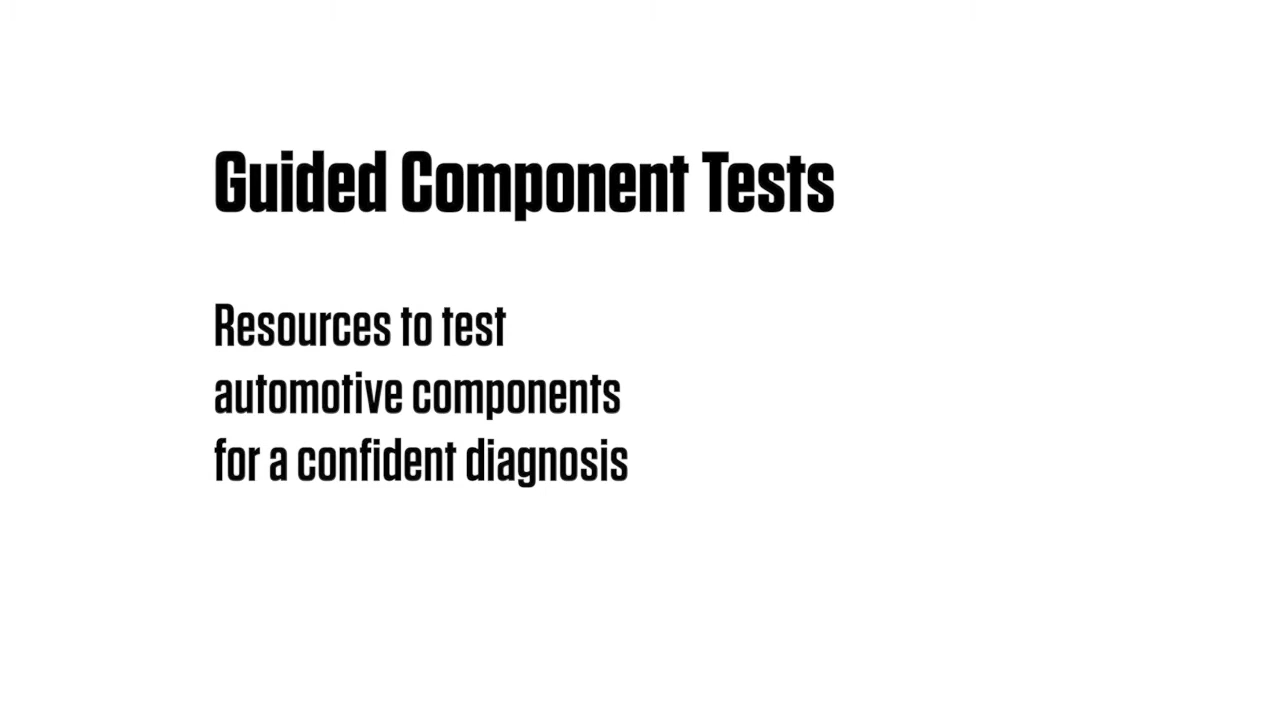 Guided Component Tests
Resources to test
automotive components
for a confident diagnosis